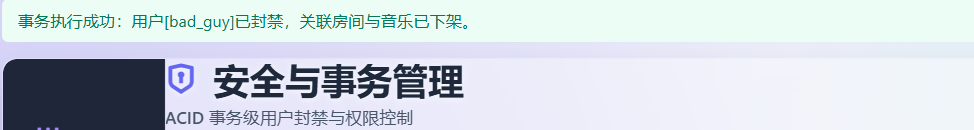 事务执行成功：用户[bad_guy]已封禁，关联房间与音乐已下架。
安全与事务管理
ACID 事务级用户封禁与权限控制